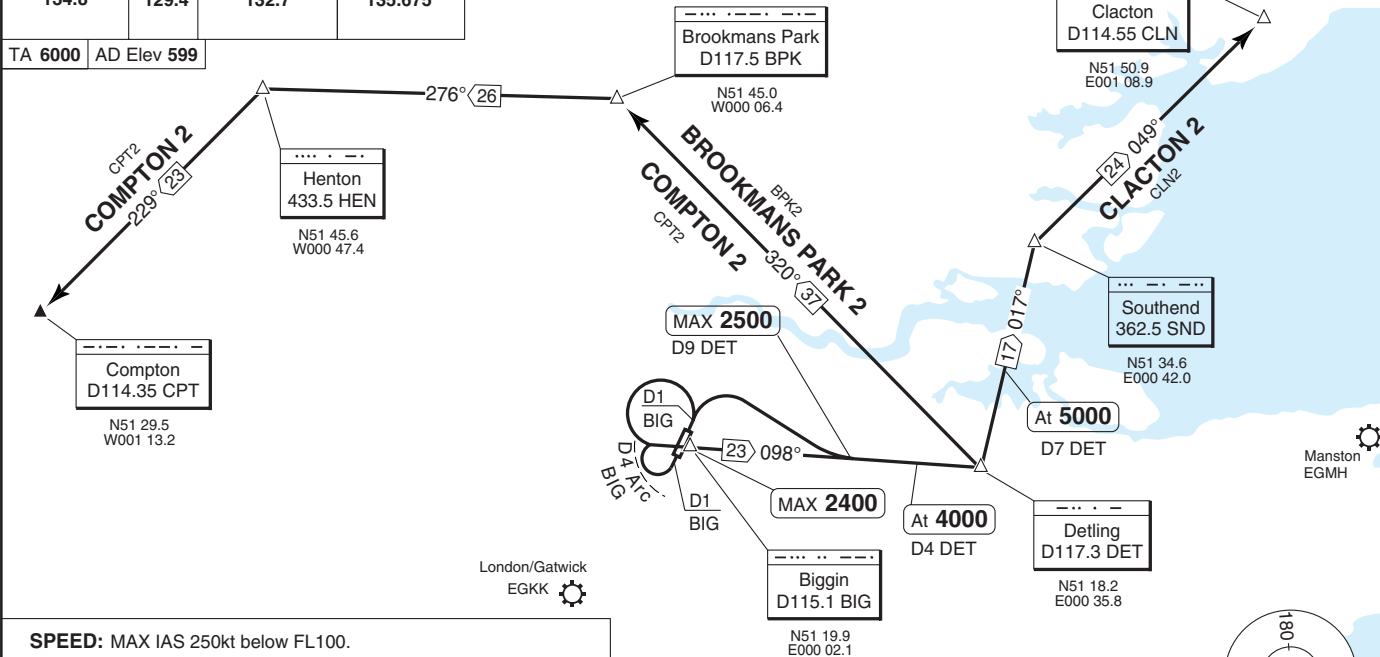 134.8 129.4 132.7 135.675
TA 6000 AD Elev 599
Brookmans Park
D117.5 BPK
N51 45.0
W000 06.4
Clacton
D114.55 CLN
N51 50.9
E001 08.9
276° 26
Henton
433.5 HEN
N51 45.6
W000 47.4
CPT2
COMPTON 2
229° 23
Compton
D114.35 CPT
N51 29.5
W001 13.2
BROOKMANS PARK 2
BPK2
COMPTON 2
CPT2
320° 37
24 049°
CLACTON 2
CLN2
Southend
362.5 SND
N51 34.6
E000 42.0
17 017°
MAX 2500
D9 DET
At 5000
D7 DET
Manston
EGMH
D1
BIG
23 098°
D4 Arc
BIG
D1
BIG
MAX 2400
At 4000
D4 DET
Detling
D117.3 DET
N51 18.2
E000 35.8
Biggin
D115.1 BIG
N51 19.9
E000 02.1
London/Gatwick
EGKK
SPEED: MAX IAS 250kt below FL100.
180